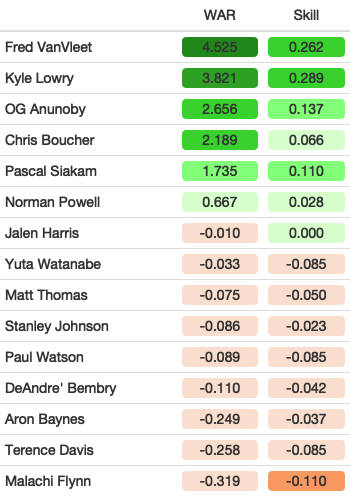 WAR Skill
Fred VanVleet 4.525 0.262
Kyle Lowry 3.821 0.289
OG Anunoby 2.656 0.137
Chris Boucher 2.189 0.066
Pascal Siakam 1.735 0.110
Norman Powell 0.667 0.028
Jalen Harris -0.010 0.000
Yuta Watanabe -0.033 -0.085
Matt Thomas -0.075 -0.050
Stanley Johnson -0.086 -0.023
Paul Watson -0.089 -0.085
DeAndre' Bembry -0.110 -0.042
Aron Baynes -0.249 -0.037
Terence Davis -0.258 -0.085
Malachi Flynn -0.319 -0.110